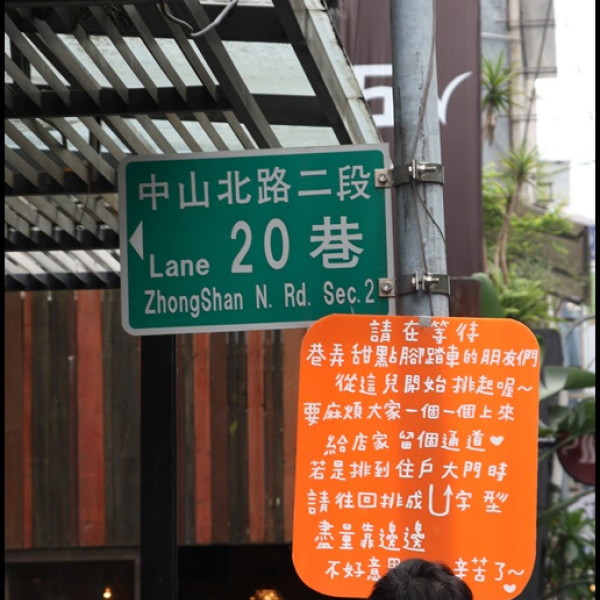 中山北路二段
Lane 20 巷
ZhongShan N. Rd. Sec. 2
請在等待
巷弄甜點腳踏車的朋友們
從這兒開始排起喔~
要麻煩大家一個一個上來
給店家留個通道♥
若是排到住戶大門時
請往回排成U字型
盡量靠邊邊
不好意 辛苦了~
♥